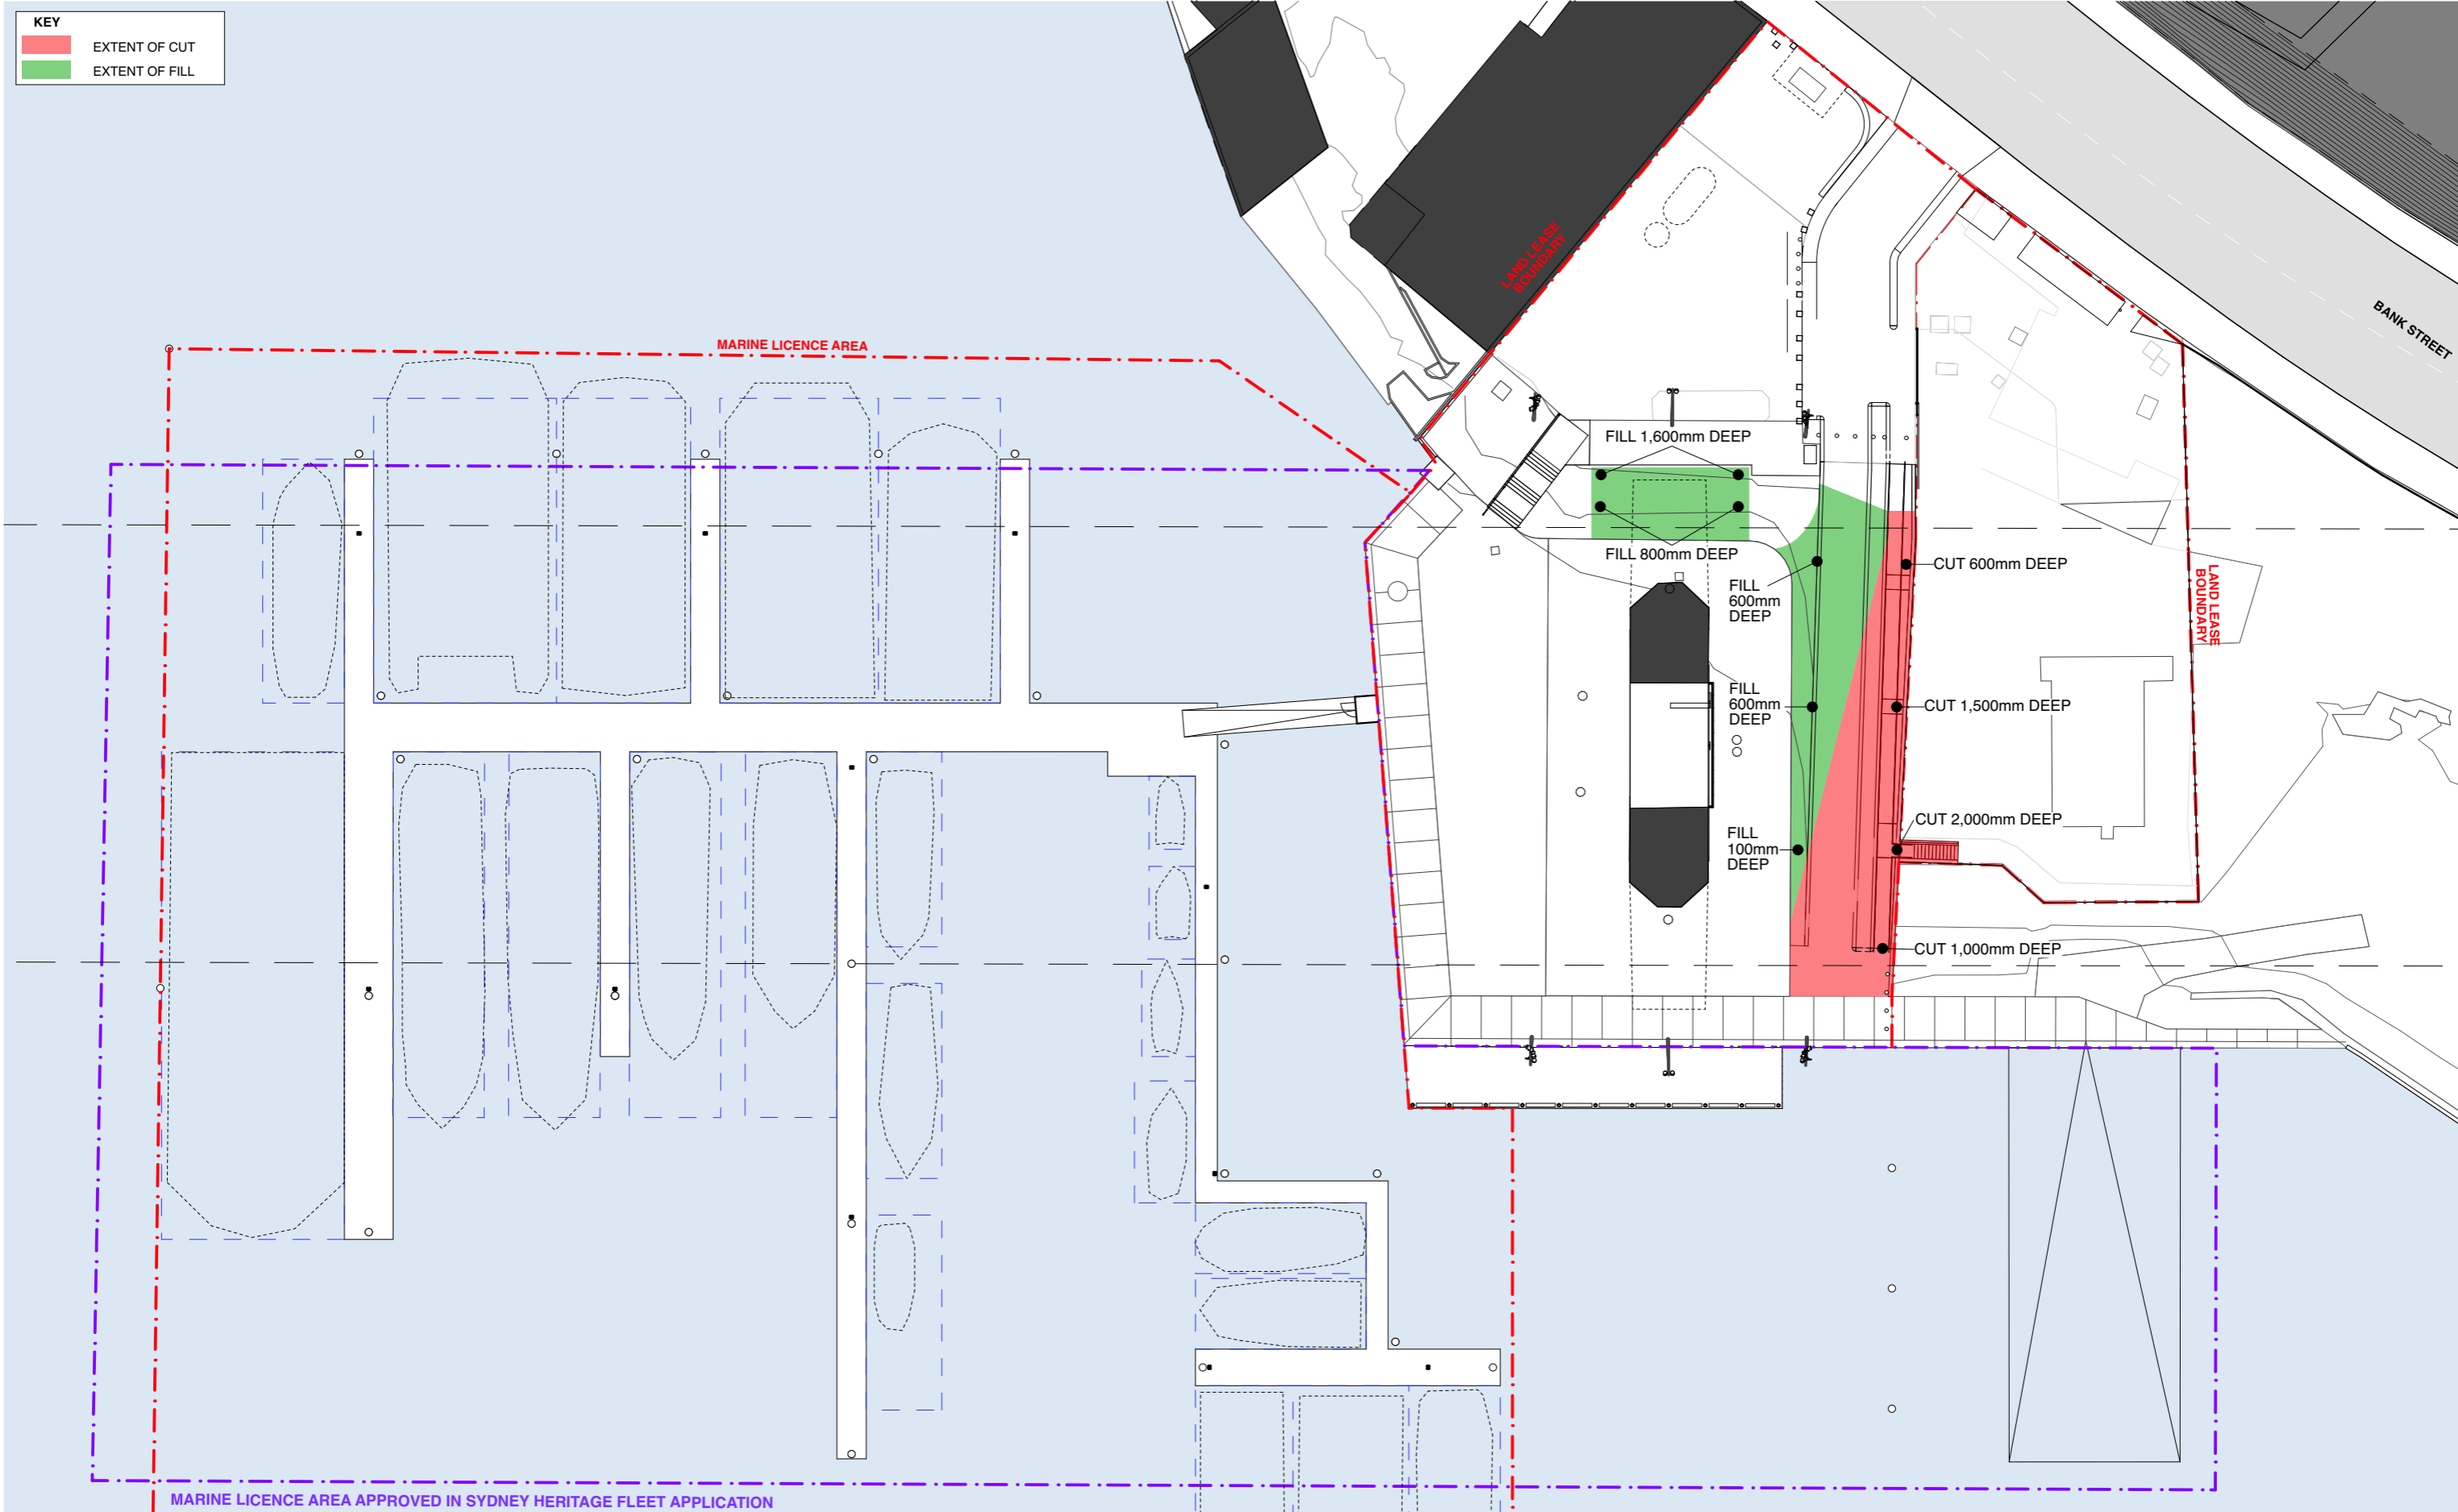 KEY
EXTENT OF CUT
EXTENT OF FILL
LAND LEASE
BOUNDARY
BANK STREET
MARINE LICENCE AREA
FILL 1,600mm DEEP
FILL 800mm DEEP
CUT 600mm DEEP
FILL
600mm
DEEP
LAND LEASE
BOUNDARY
FILL
600mm
DEEP
CUT 1,500mm DEEP
CUT 2,000mm DEEP
FILL
100mm
DEEP
CUT 1,000mm DEEP
MARINE LICENCE AREA APPROVED IN SYDNEY HERITAGE FLEET APPLICATION